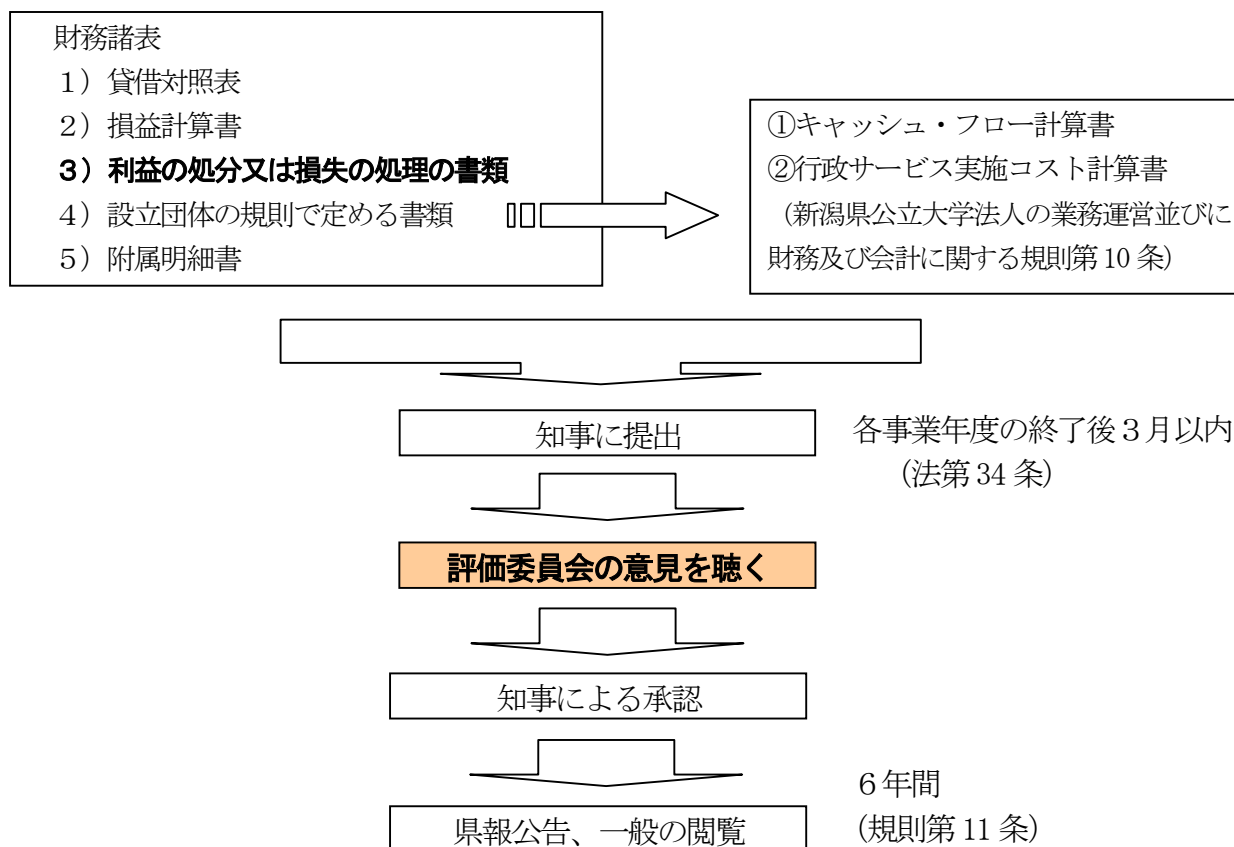 財務諸表
1）貸借対照表
2）損益計算書
3）利益の処分又は損失の処理の書類
4）設立団体の規則で定める書類
5）附属明細書
①キャッシュ・フロー計算書
②行政サービス実施コスト計算書
（新潟県公立大学法人の業務運営並びに
財務及び会計に関する規則第10条）
知事に提出
各事業年度の終了後３月以内
（法第34条）
評価委員会の意見を聴く
知事による承認
県報公告、一般の閲覧
６年間
（規則第11条）